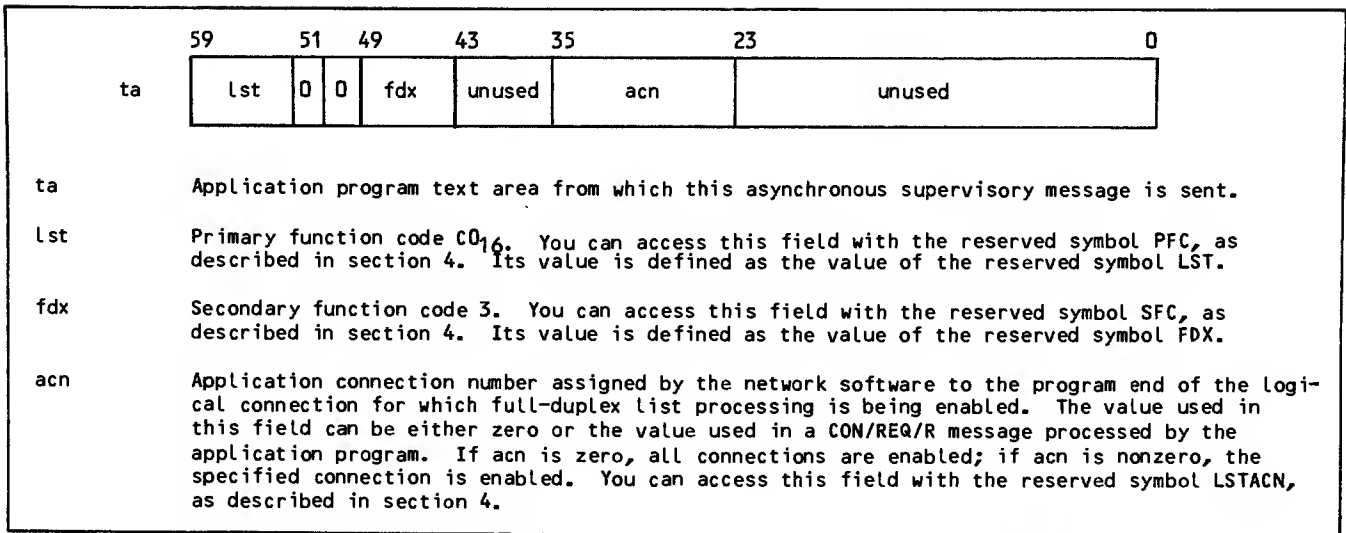 59 51 49 43 35 23 0
ta lst 0 0 fdx unused acn unused
ta Application program text area from which this asynchronous supervisory message is sent.
lst Primary function code C0₁₆. You can access this field with the reserved symbol PFC, as
described in section 4. Its value is defined as the value of the reserved symbol LST.
fdx Secondary function code 3. You can access this field with the reserved symbol SFC, as
described in section 4. Its value is defined as the value of the reserved symbol FDX.
acn Application connection number assigned by the network software to the program end of the logi-
cal connection for which full-duplex list processing is being enabled. The value used in
this field can be either zero or the value used in a CON/REQ/R message processed by the
application program. If acn is zero, all connections are enabled; if acn is nonzero, the
specified connection is enabled. You can access this field with the reserved symbol LSTACN,
as described in section 4.